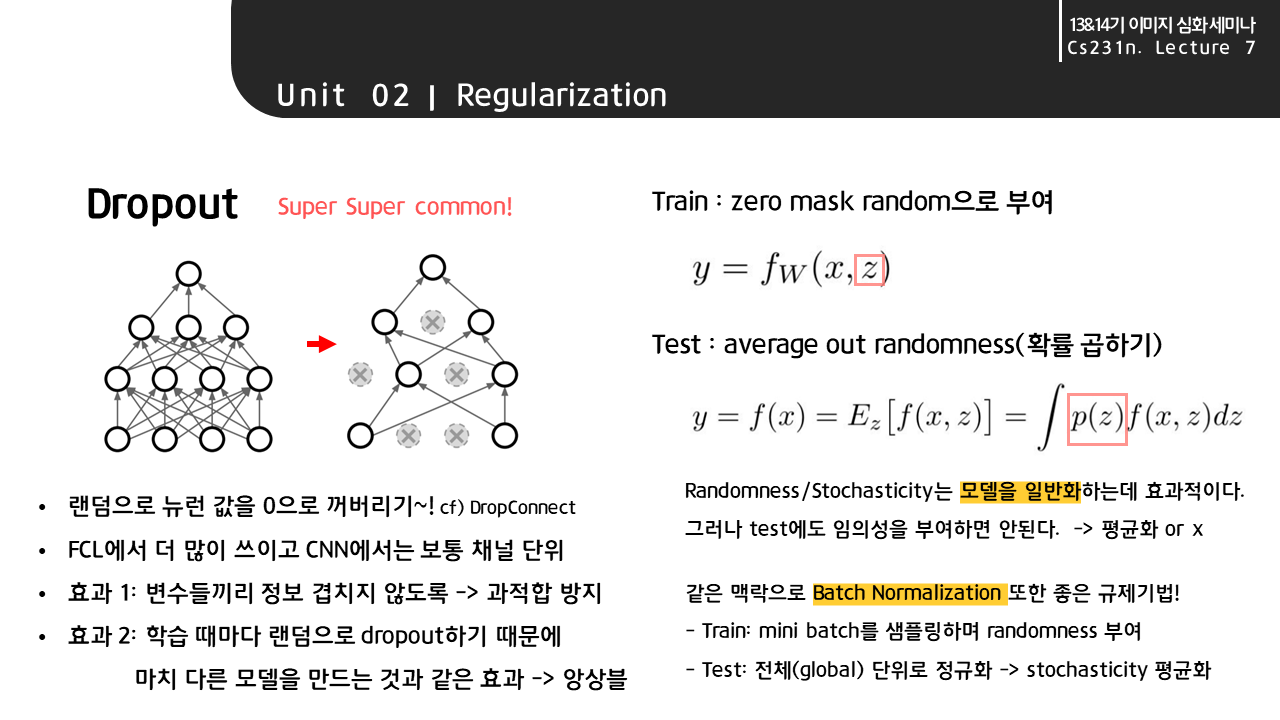 13&14기 이미지 심화세미나
Cs231n. Lecture 7
Unit 02 | Regularization
Dropout Super Super common!
• 랜덤으로 뉴런 값을 0으로 꺼버리기~! cf) DropConnect
• FCL에서 더 많이 쓰이고 CNN에서는 보통 채널 단위
• 효과 1: 변수들끼리 정보 겹치지 않도록 -> 과적합 방지
• 효과 2: 학습 때마다 랜덤으로 dropout하기 때문에
마치 다른 모델을 만드는 것과 같은 효과 -> 앙상블
Train : zero mask random으로 부여
y = f_W(x, z)
Test : average out randomness(확률 곱하기)
y = f(x) = E_z[f(x, z)] = ∫ p(z)f(x, z)dz
Randomness/Stochasticity는 모델을 일반화하는데 효과적이다.
그러나 test에도 임의성을 부여하면 안된다. -> 평균화 or x
같은 맥락으로 Batch Normalization 또한 좋은 규제기법!
- Train: mini batch를 샘플링하며 randomness 부여
- Test: 전체(global) 단위로 정규화 -> stochasticity 평균화